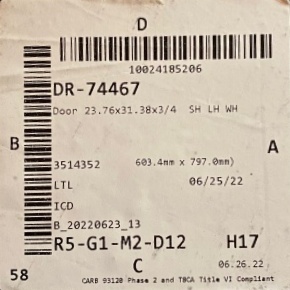 D
10024185206
DR-74467
Door 23.76x31.38x3/4 SH LH WH
B
A
3514352 603.4mm x 797.0mm)
LTL 06/25/22
ICD
B_20220623_13
R5-G1-M2-D12 H17
58 C 06.26.22
CARB 93120 Phase 2 and TBCA Title VI Compliant